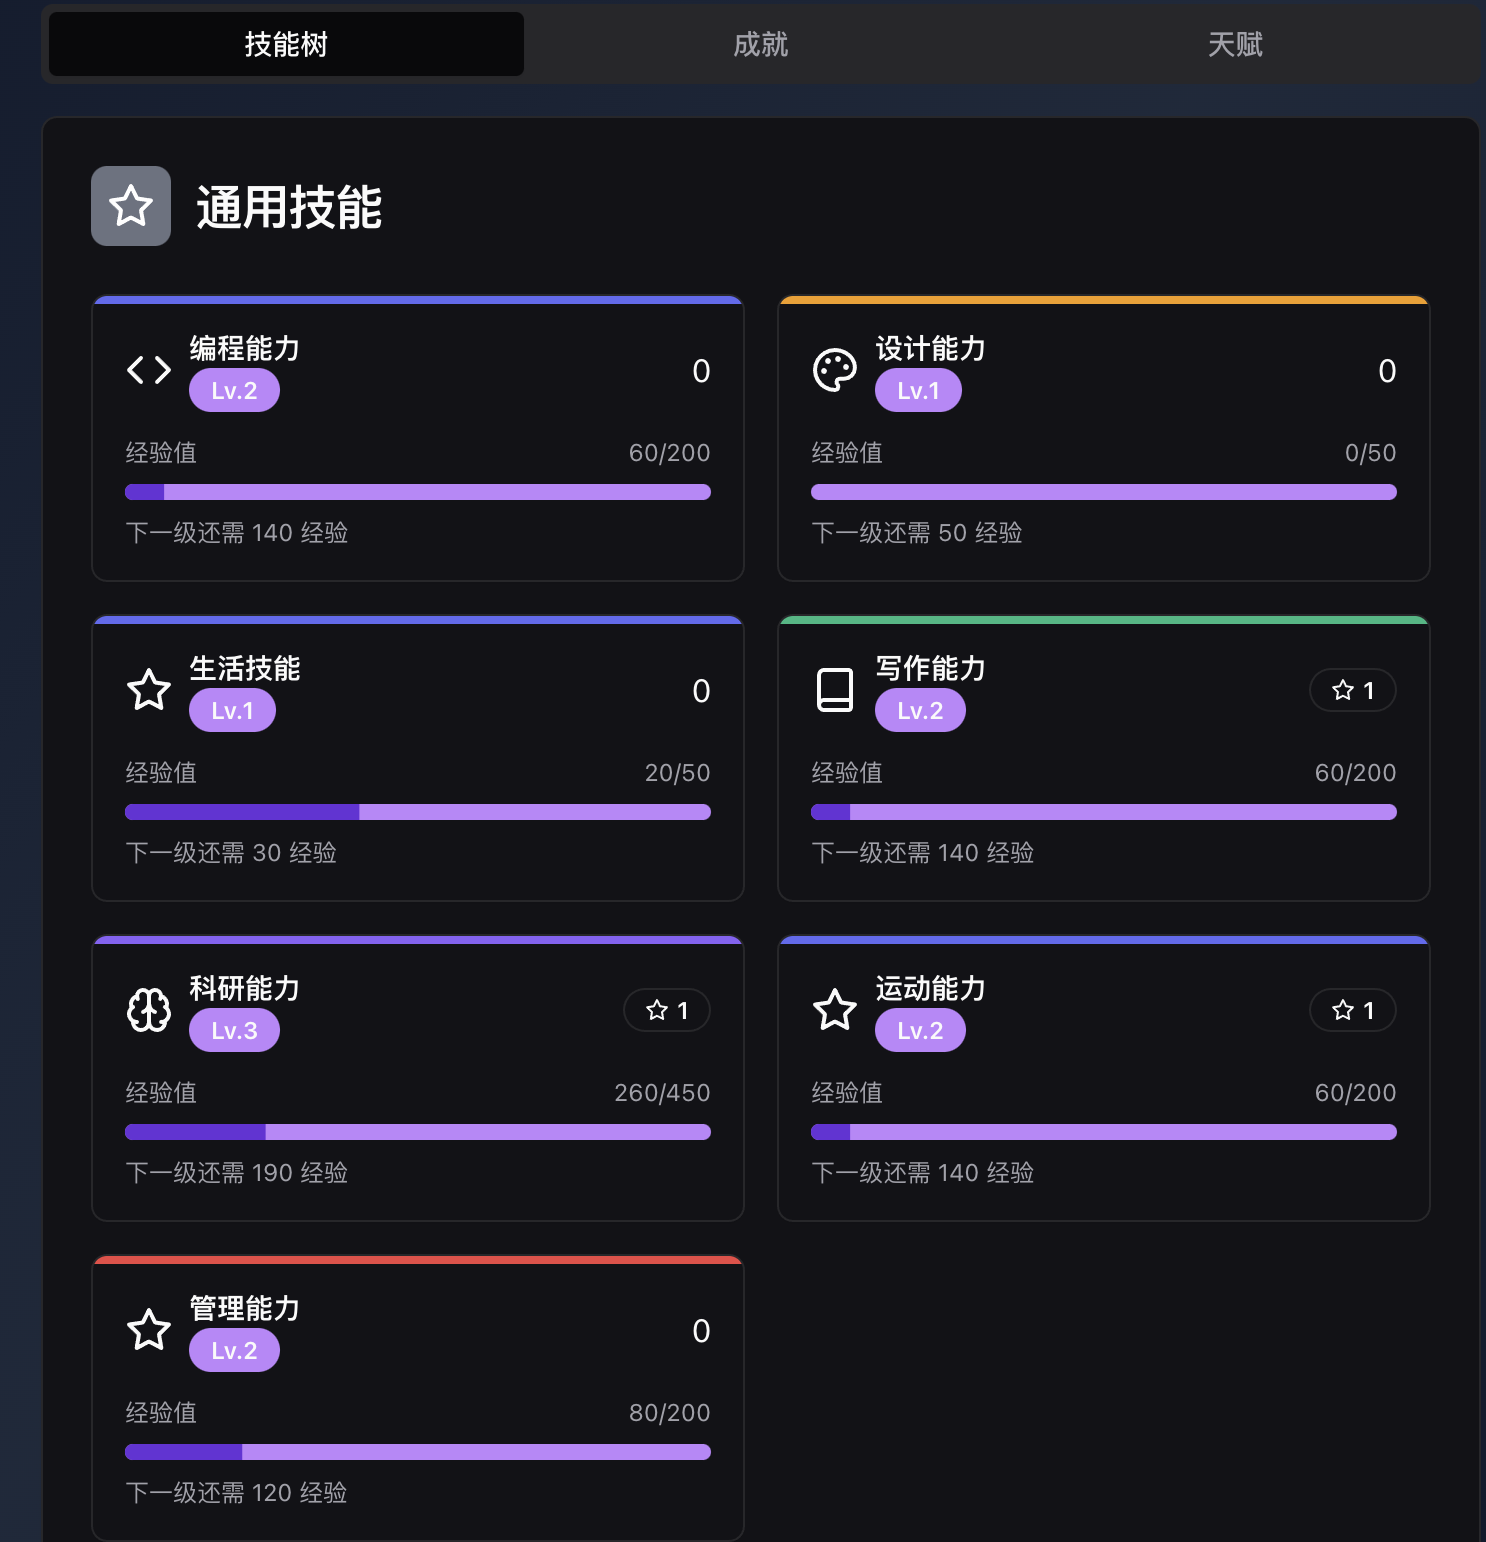 技能树
成就
天赋
通用技能
编程能力
Lv.2
0
经验值
60/200
下一级还需 140 经验
设计能力
Lv.1
0
经验值
0/50
下一级还需 50 经验
生活技能
Lv.1
0
经验值
20/50
下一级还需 30 经验
写作能力
Lv.2
1
经验值
60/200
下一级还需 140 经验
科研能力
Lv.3
1
经验值
260/450
下一级还需 190 经验
运动能力
Lv.2
1
经验值
60/200
下一级还需 140 经验
管理能力
Lv.2
0
经验值
80/200
下一级还需 120 经验